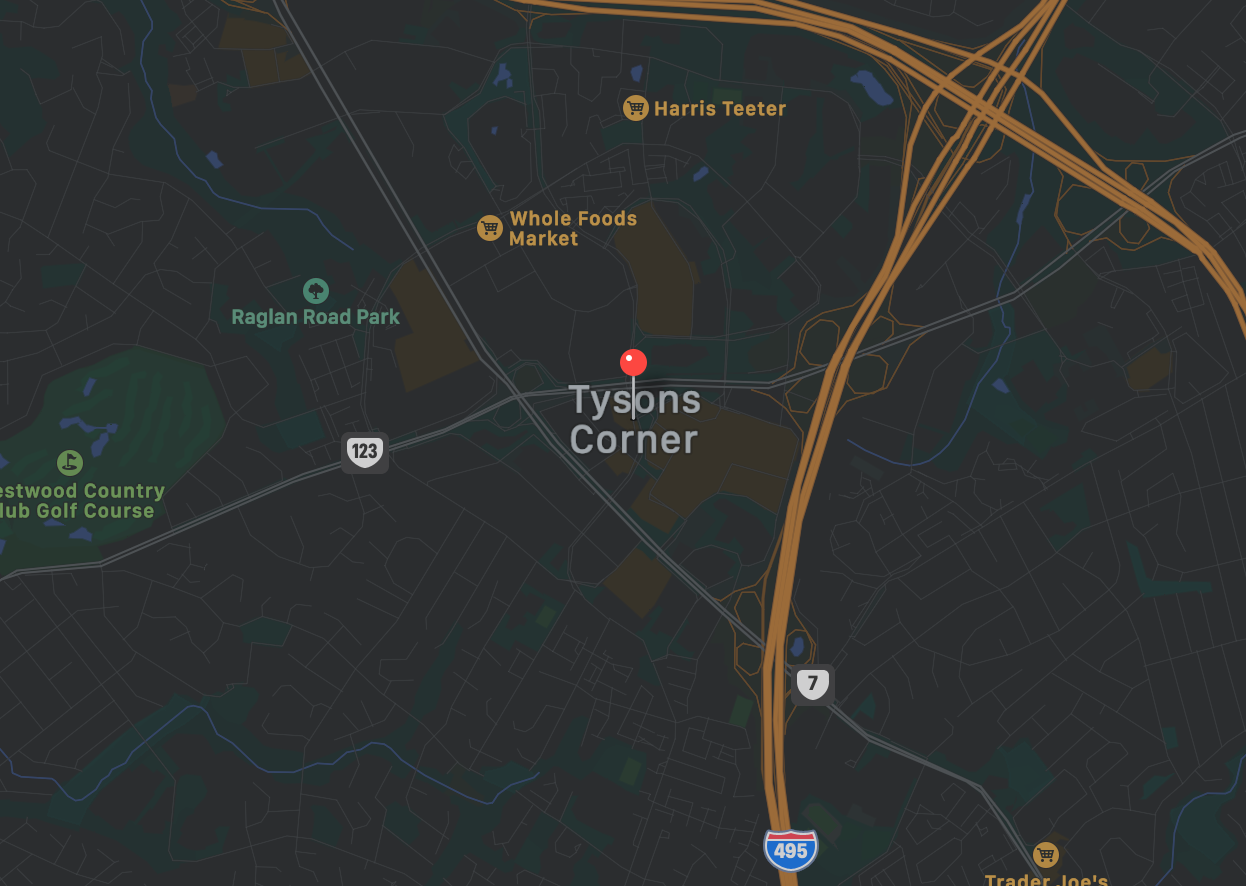 Harris Teeter
Whole Foods
Market
Raglan Road Park
Tysons
Corner
123
estwood Country
lub Golf Course
7
495
Trader Joe's